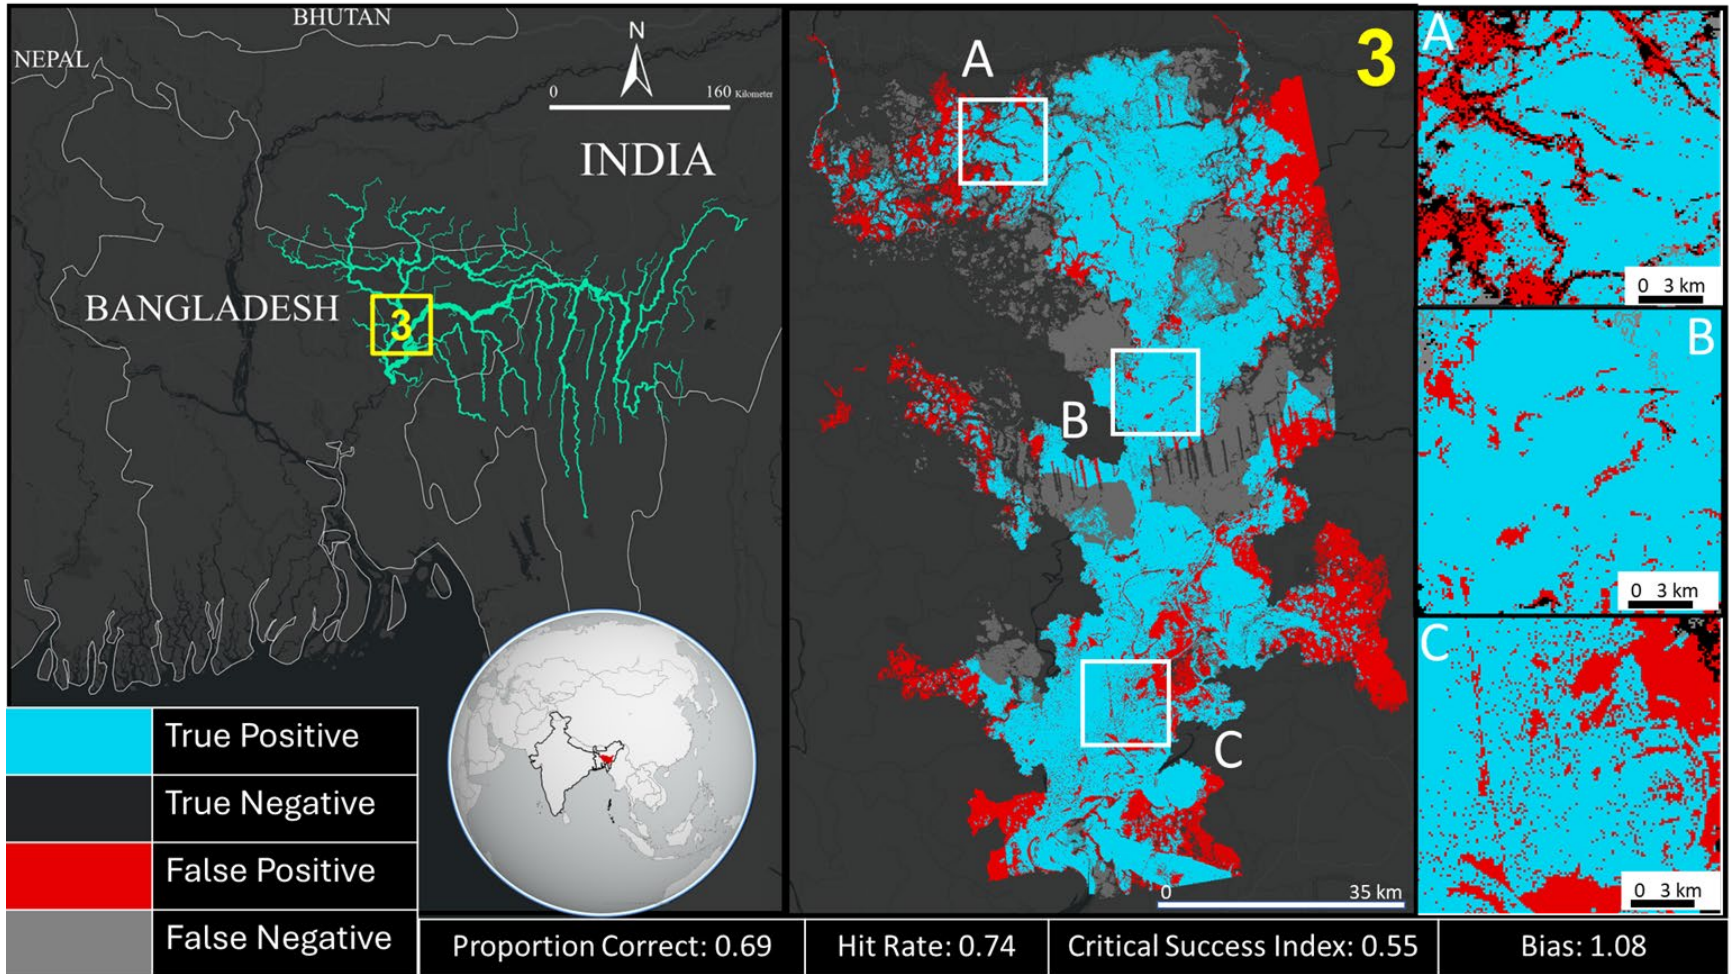 BHUTAN
NEPAL
N
0 160 Kilometer
INDIA
BANGLADESH
3
True Positive
True Negative
False Positive
False Negative
3
A
B
C
0 35 km
A
0 3 km
B
0 3 km
C
0 3 km
Proportion Correct: 0.69
Hit Rate: 0.74
Critical Success Index: 0.55
Bias: 1.08